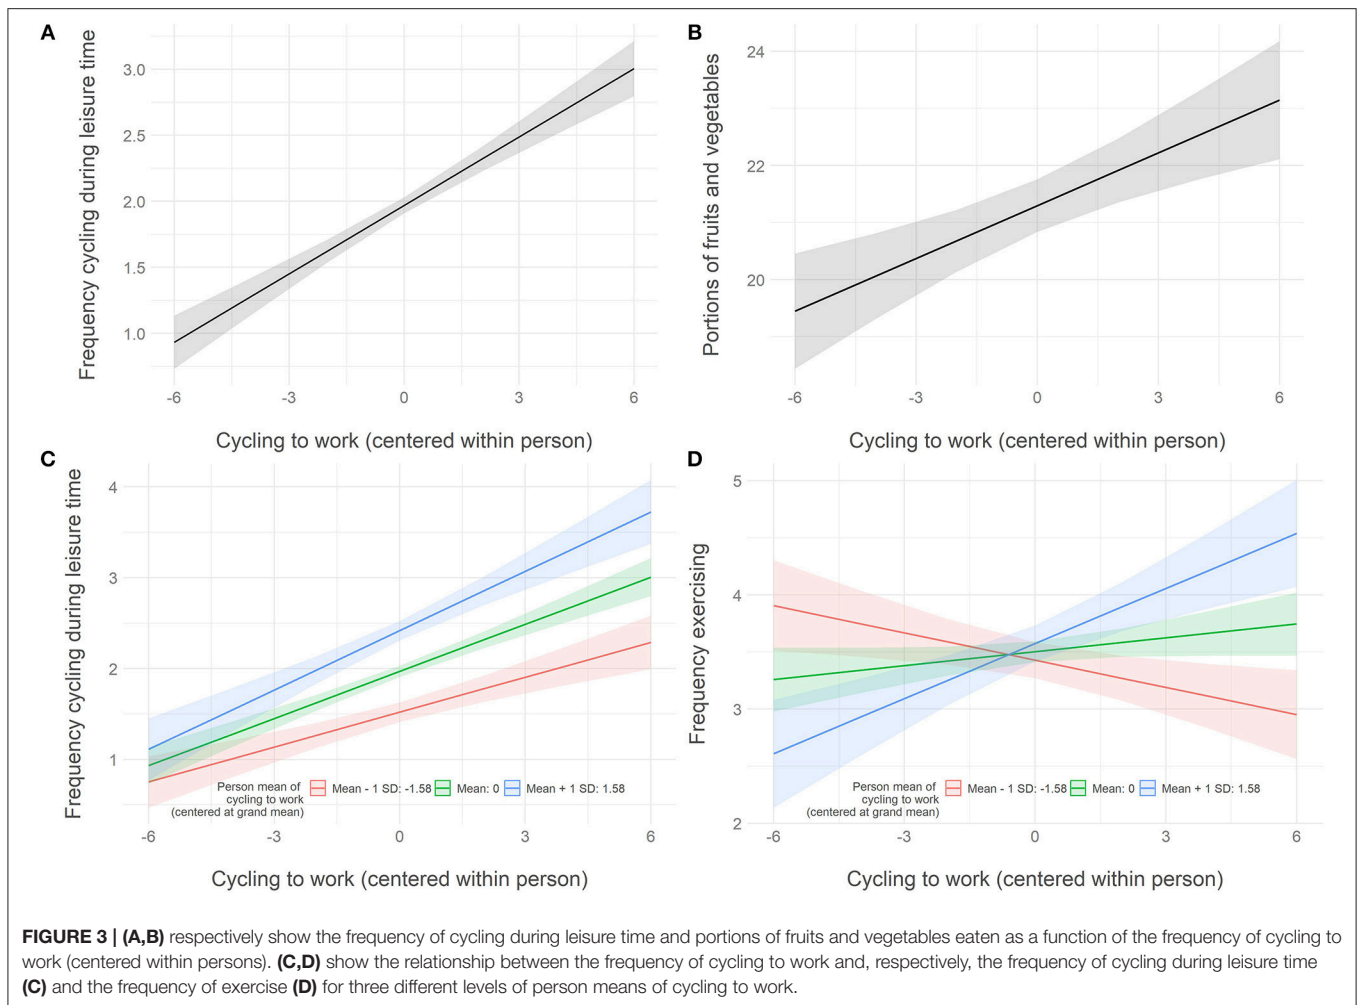 A
Frequency cycling during leisure time
3.0
2.5
2.0
1.5
1.0
-6 -3 0 3 6
Cycling to work (centered within person)
B
Portions of fruits and vegetables
24
22
20
-6 -3 0 3 6
Cycling to work (centered within person)
C
Frequency cycling during leisure time
4
3
2
1
Person mean of
cycling to work
(centered at grand mean)
Mean - 1 SD: -1.58 Mean: 0 Mean + 1 SD: 1.58
-6 -3 0 3 6
Cycling to work (centered within person)
D
Frequency exercising
5
4
3
2
Person mean of
cycling to work
(centered at grand mean)
Mean - 1 SD: -1.58 Mean: 0 Mean + 1 SD: 1.58
-6 -3 0 3 6
Cycling to work (centered within person)
FIGURE 3 | (A,B) respectively show the frequency of cycling during leisure time and portions of fruits and vegetables eaten as a function of the frequency of cycling to
work (centered within persons). (C,D) show the relationship between the frequency of cycling to work and, respectively, the frequency of cycling during leisure time
(C) and the frequency of exercise (D) for three different levels of person means of cycling to work.